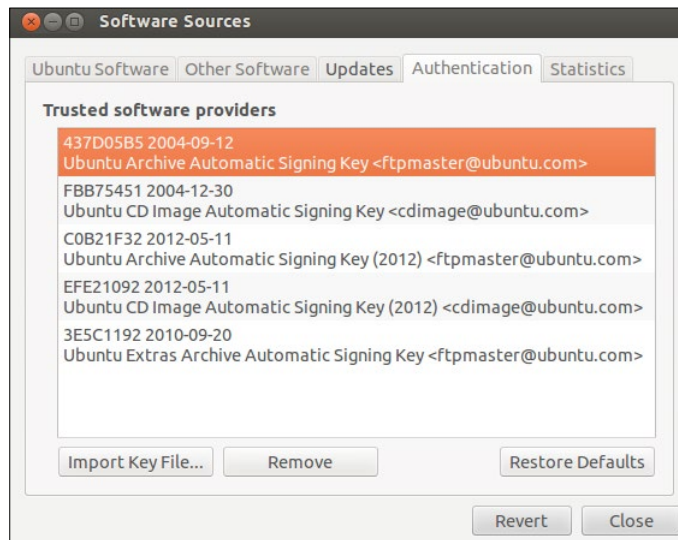 Software Sources
Ubuntu Software Other Software Updates Authentication Statistics
Trusted software providers
437D05B5 2004-09-12
Ubuntu Archive Automatic Signing Key <ftpmaster@ubuntu.com>
FBB75451 2004-12-30
Ubuntu CD Image Automatic Signing Key <cdimage@ubuntu.com>
C0B21F32 2012-05-11
Ubuntu Archive Automatic Signing Key (2012) <ftpmaster@ubuntu.com>
EFE21092 2012-05-11
Ubuntu CD Image Automatic Signing Key (2012) <cdimage@ubuntu.com>
3E5C1192 2010-09-20
Ubuntu Extras Archive Automatic Signing Key <ftpmaster@ubuntu.com>
Import Key File... Remove Restore Defaults
Revert Close